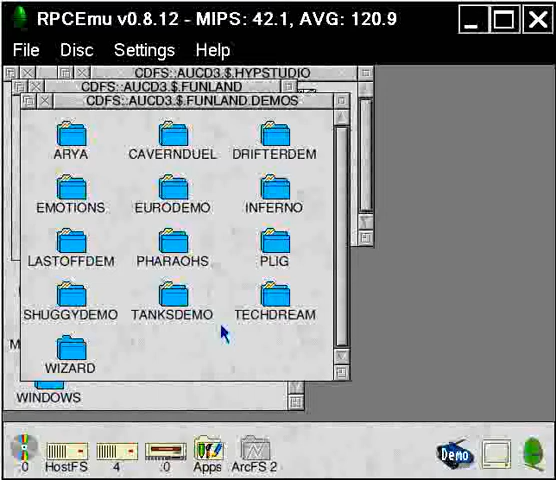 RPCEmu v0.8.12 - MIPS: 42.1, AVG: 120.9
File Disc Settings Help
CDFS::AUCD3.$.HYPSTUDIO
CDFS::AUCD3.$.FUNLAND
CDFS::AUCD3.$.FUNLAND.DEMOS
ARYA CAVERNDUEL DRIFTERDEM
EMOTIONS EURODEMO INFERNO
LASTOFFDEM PHARAOHS PLIG
SHUGGYDEMO TANKSDEMO TECHDREAM
M
WIZARD
WINDOWS
Demo
:0 HostFS :4 :0 Apps ArcFS 2